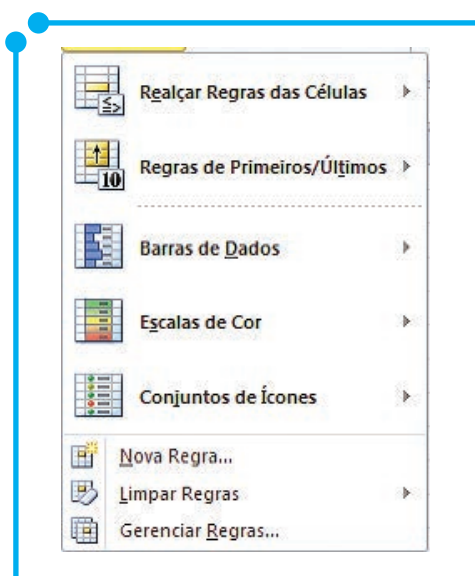 Realçar Regras das Células
Regras de Primeiros/Últimos
10
Barras de Dados
Escalas de Cor
Conjuntos de Ícones
Nova Regra...
Limpar Regras
Gerenciar Regras...